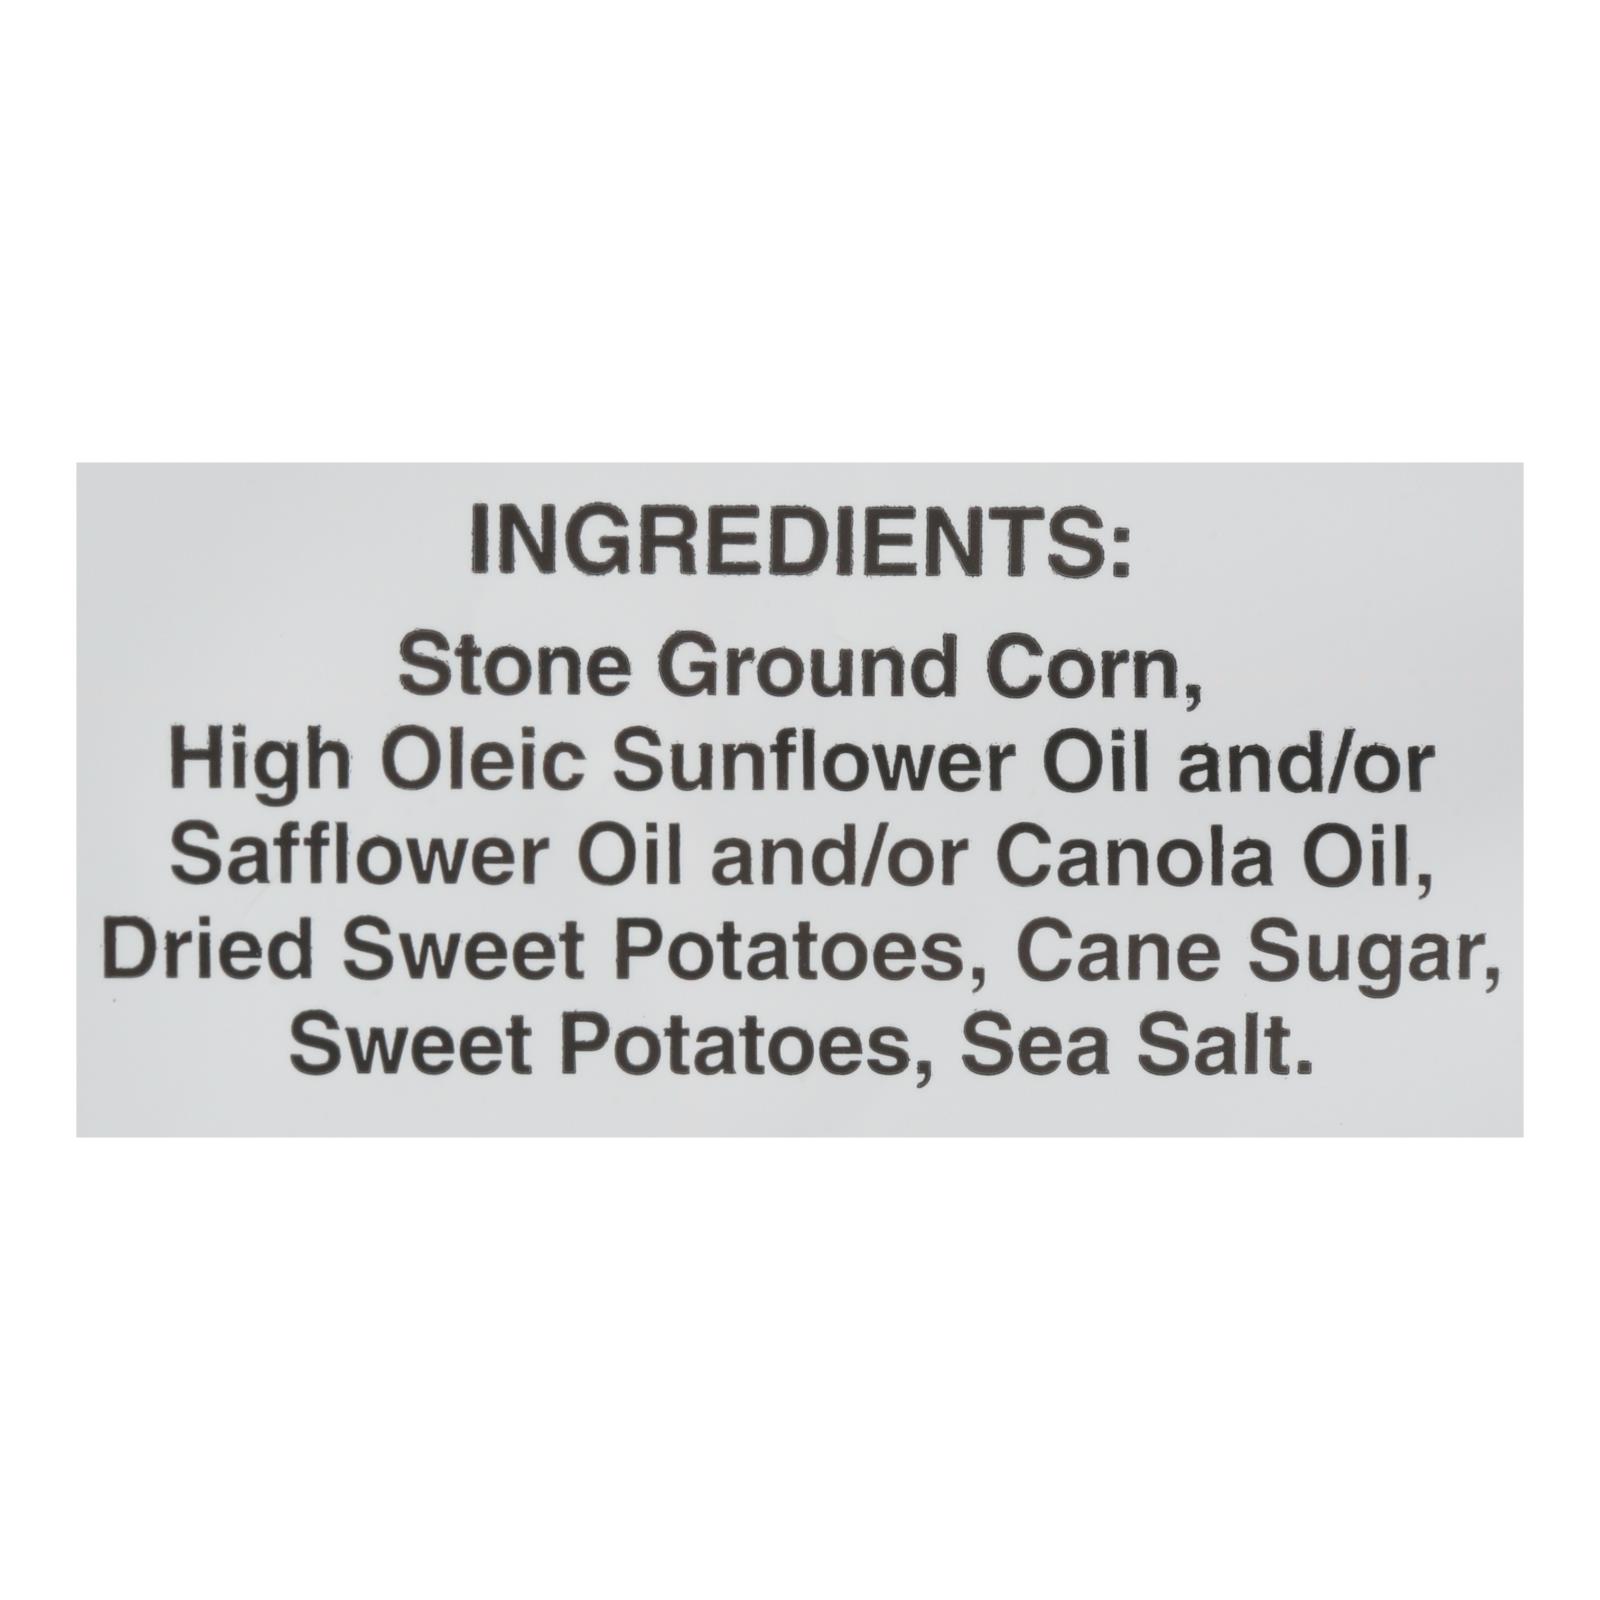 INGREDIENTS:
Stone Ground Corn,
High Oleic Sunflower Oil and/or
Safflower Oil and/or Canola Oil,
Dried Sweet Potatoes, Cane Sugar,
Sweet Potatoes, Sea Salt.